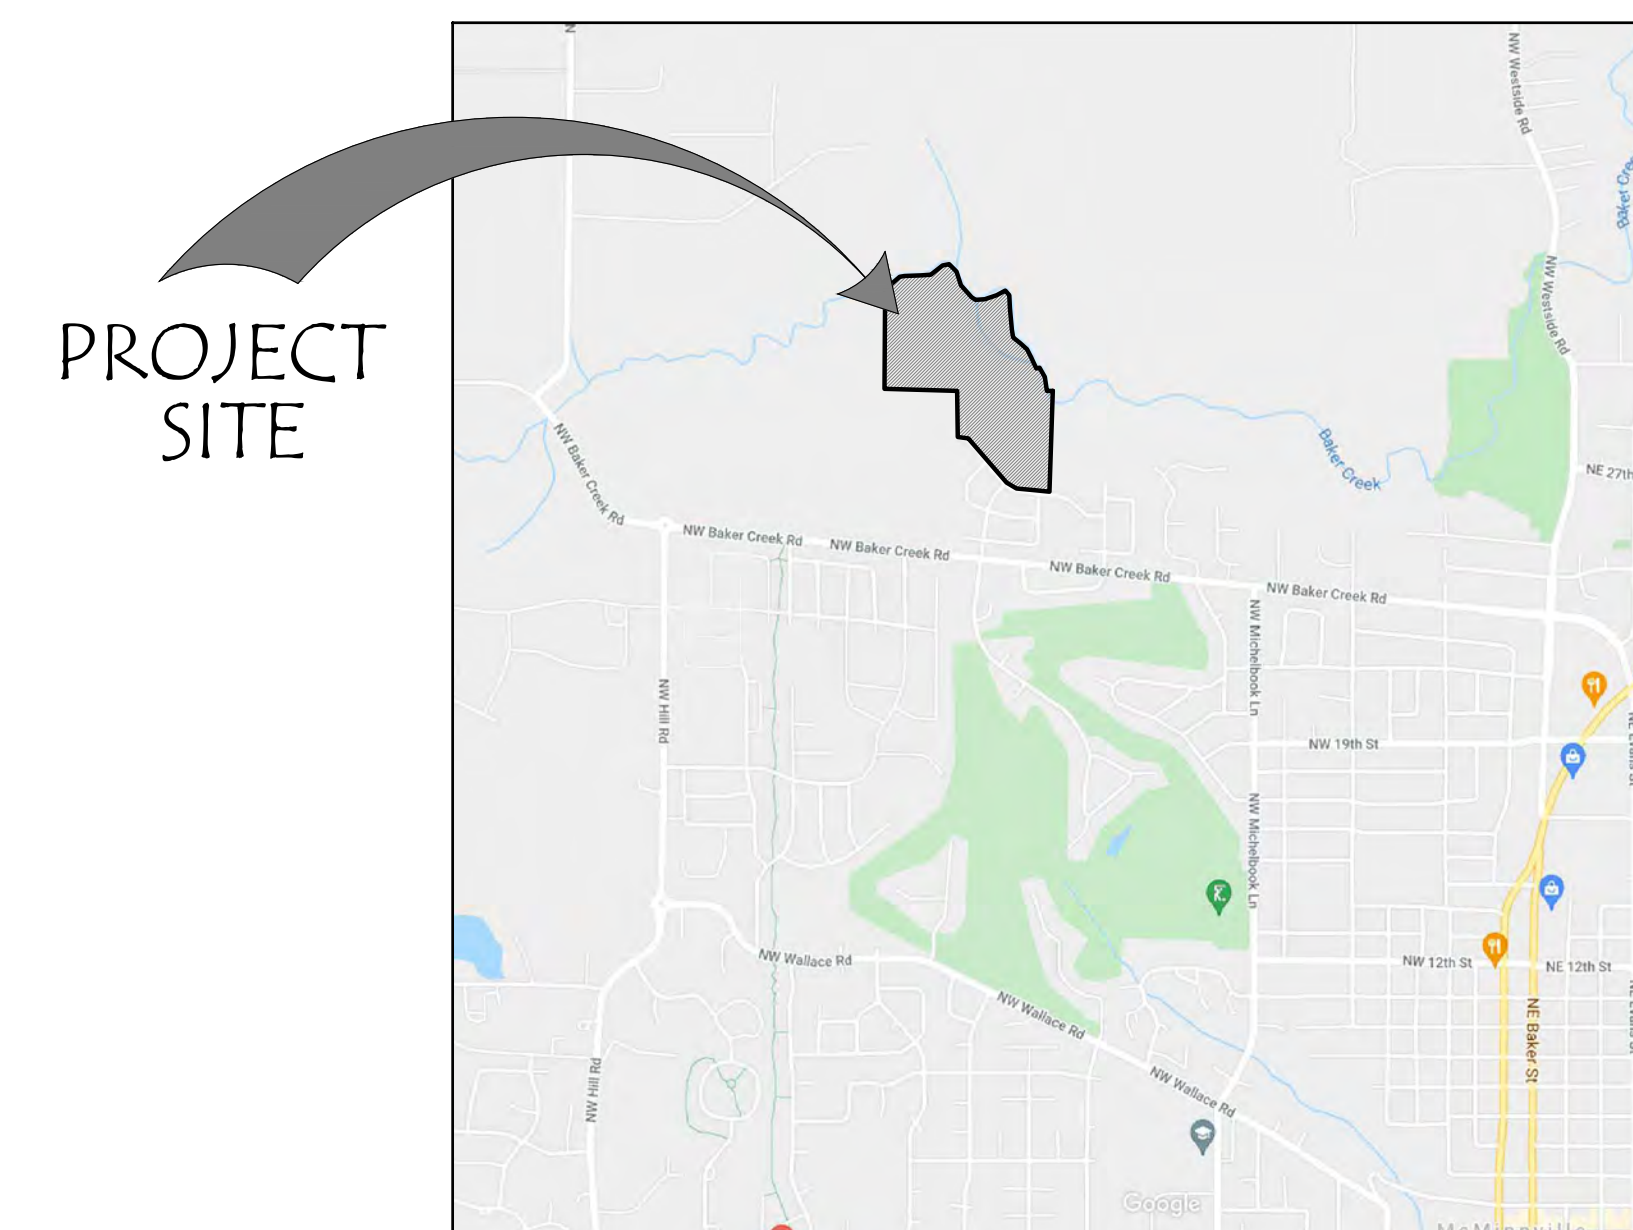 PROJECT
SITE
N
NW Westside Rd
Baker Cre
NW Westside Rd
NW Baker Creek Rd
Baker Creek
NE 27th
NW Baker Creek Rd
NW Baker Creek Rd
NW Baker Creek Rd
NW Baker Creek Rd
NW Michelbook Ln
NW Hill Rd
NW 19th St
NW Michelbook Ln
NW Wallace Rd
NW 12th St
NE 12th St
NW Wallace Rd
NE Baker St
NW Hill Rd
NW Wallace Rd
Google